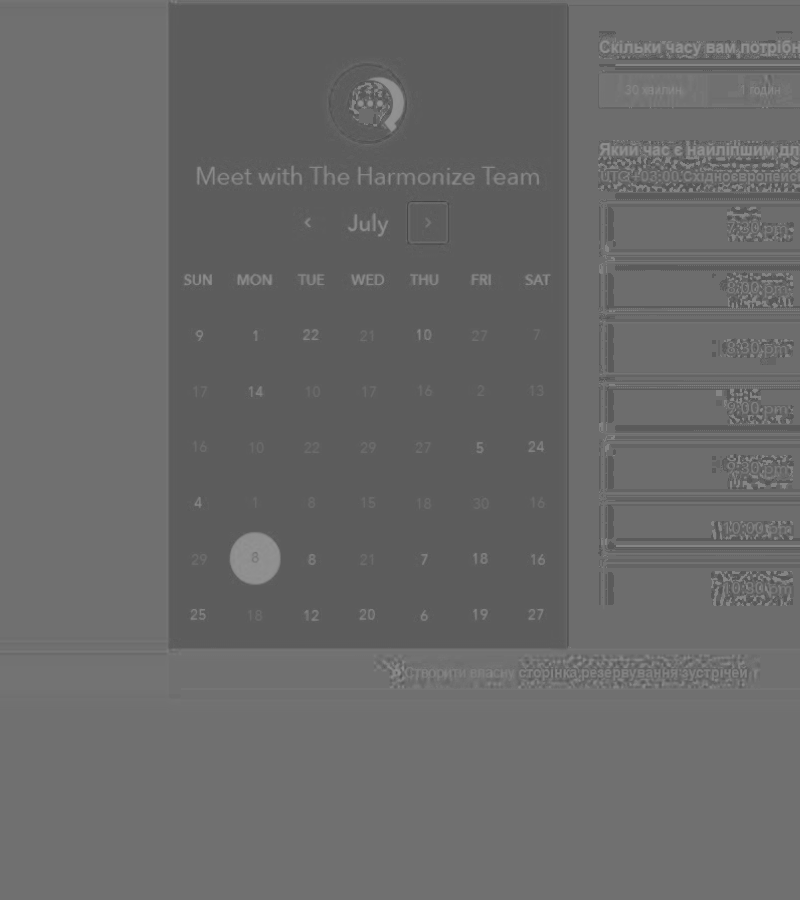 Meet with The Harmonize Team
July
SUN MON TUE WED THU FRI SAT
9 1 22 21 10 27 7
17 14 10 17 16 2 13
16 10 22 29 27 5 24
4 1 8 15 18 30 16
29 8 8 21 7 18 16
25 18 12 20 6 19 27
Скільки часу вам потрібн
30 хвилин 1 годин
Який час є найліпшим дл
UTC+03:00 Східноєвропейс
7:30 pm
8:00 pm
8:30 pm
9:00 pm
9:30 pm
10:00 pm
10:30 pm
Створити власну сторінка резервування зустрічей